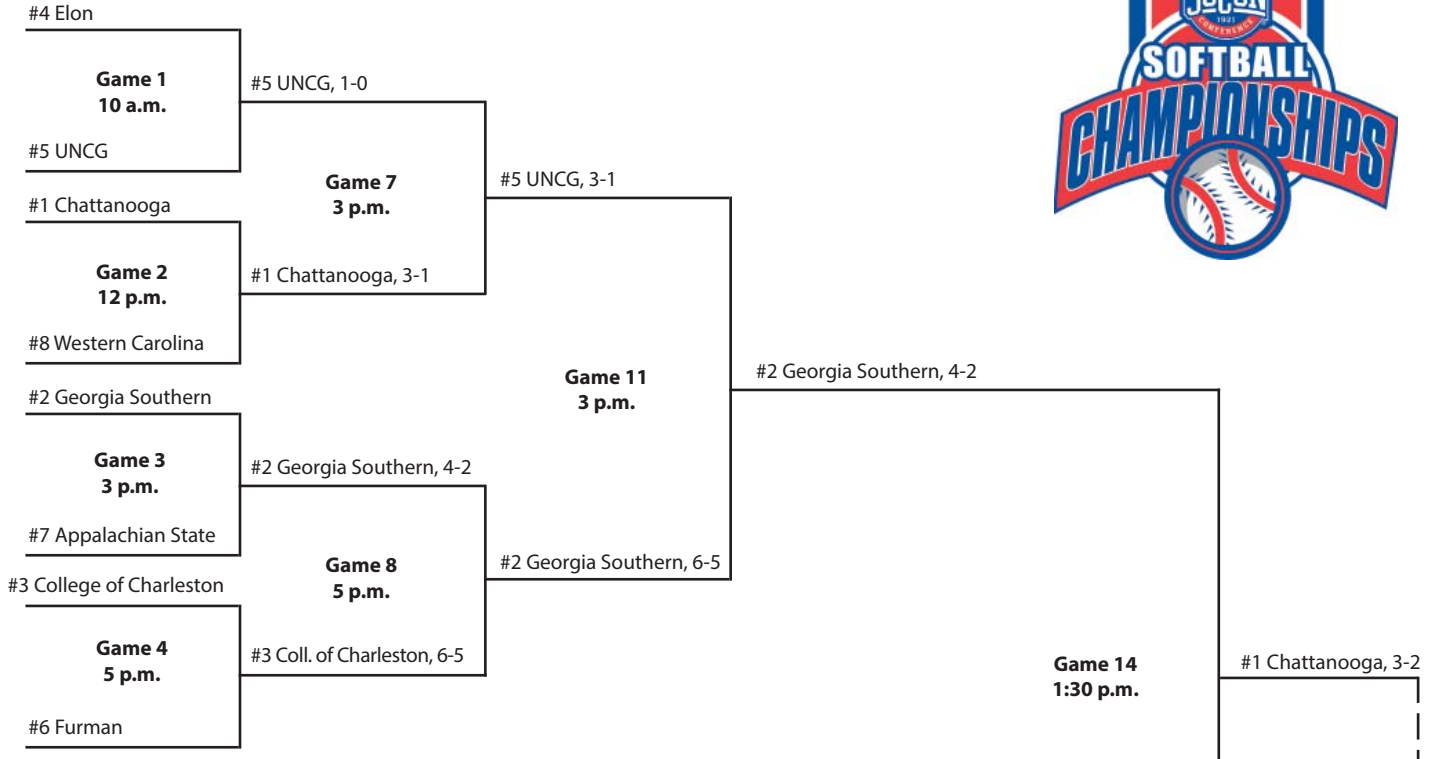 #4 Elon
Game 1
10 a.m.
#5 UNCG, 1-0
#5 UNCG
#1 Chattanooga
Game 7
3 p.m.
#5 UNCG, 3-1
Game 2
12 p.m.
#1 Chattanooga, 3-1
#8 Western Carolina
Game 11
3 p.m.
#2 Georgia Southern, 4-2
#2 Georgia Southern
Game 3
3 p.m.
#2 Georgia Southern, 4-2
#7 Appalachian State
Game 8
5 p.m.
#2 Georgia Southern, 6-5
#3 College of Charleston
Game 4
5 p.m.
#3 Coll. of Charleston, 6-5
#6 Furman
Game 14
1:30 p.m.
#1 Chattanooga, 3-2
SOCON
1921
CONFERENCE
SOFTBALL
CHAMPIONSHIPS